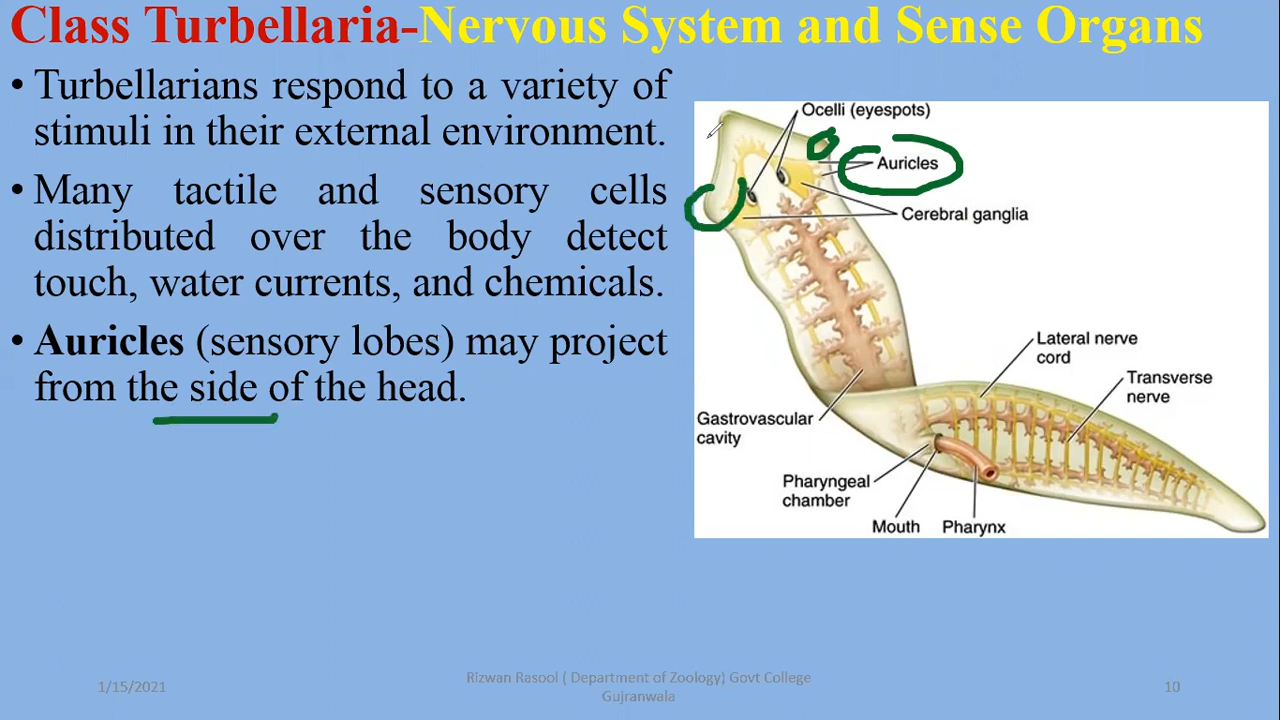 Class Turbellaria-Nervous System and Sense Organs
• Turbellarians respond to a variety of
stimuli in their external environment.
• Many tactile and sensory cells
distributed over the body detect
touch, water currents, and chemicals.
• Auricles (sensory lobes) may project
from the side of the head.
Ocelli (eyespots)
Auricles
Cerebral ganglia
Lateral nerve
cord
Transverse
nerve
Gastrovascular
cavity
Pharyngeal
chamber
Mouth
Pharynx
1/15/2021
Rizwan Rasool ( Department of Zoology) Govt College
Gujranwala
10